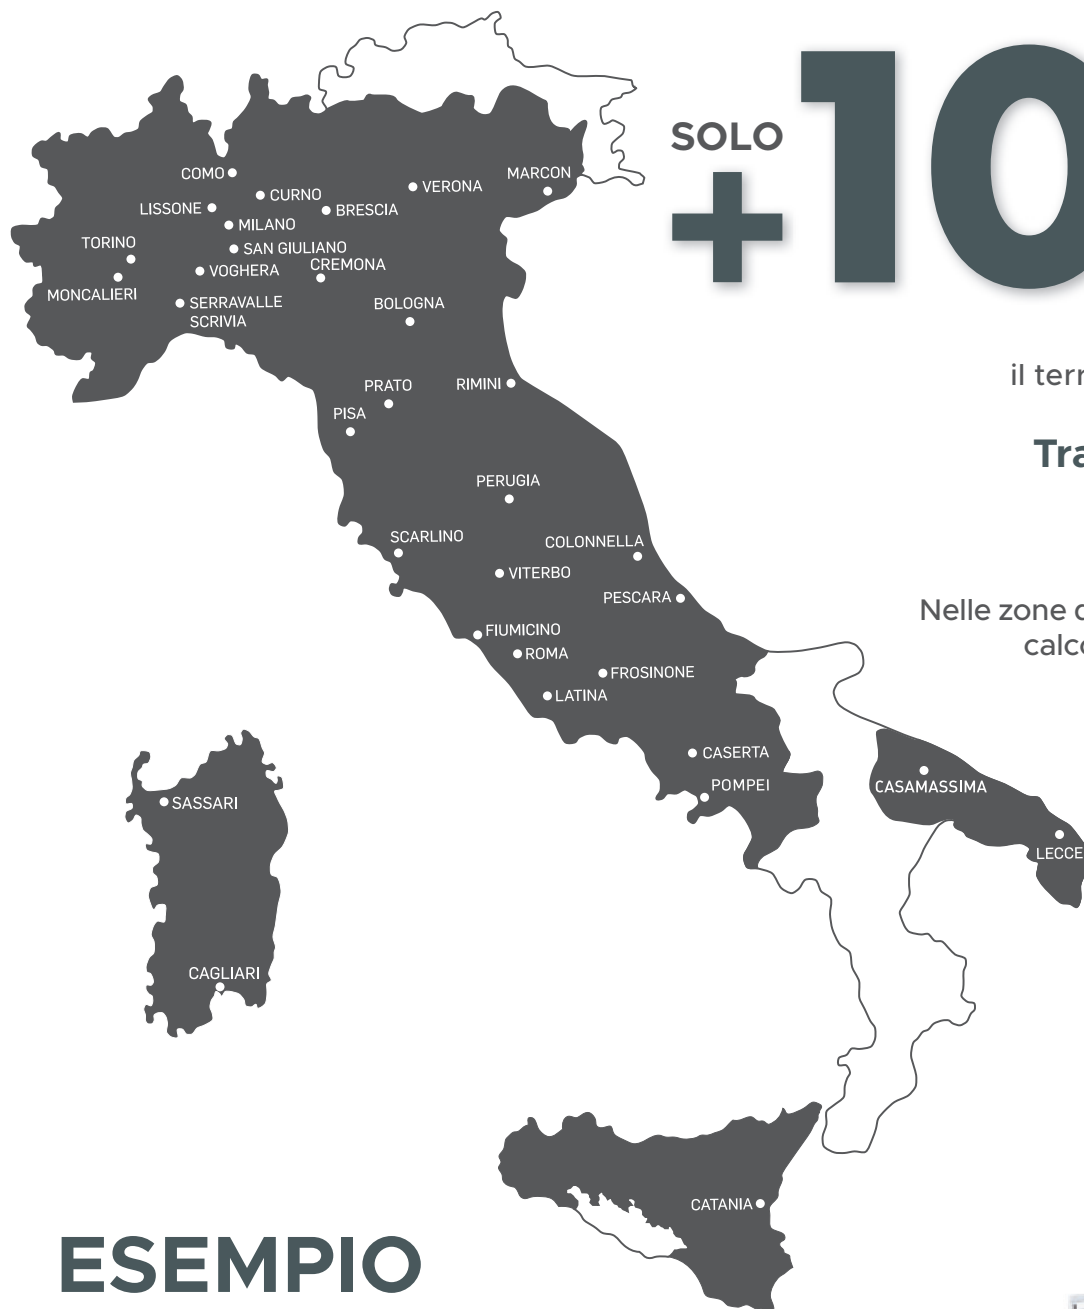 SOLO
+10
COMO
CURNO
VERONA
MARCON
LISSONE
BRESCIA
MILANO
TORINO
SAN GIULIANO
VOGHERA
CREMONA
MONCALIERI
SERRAVALLE
SCRIVIA
BOLOGNA
il terr
PRATO
RIMINI
PISA
Tra
PERUGIA
SCARLINO
COLONNELLA
VITERBO
PESCARA
Nelle zone
calco
FIUMICINO
ROMA
FROSINONE
LATINA
CASERTA
POMPEI
CASAMASSIMA
SASSARI
LECCE
CAGLIARI
CATANIA
ESEMPIO